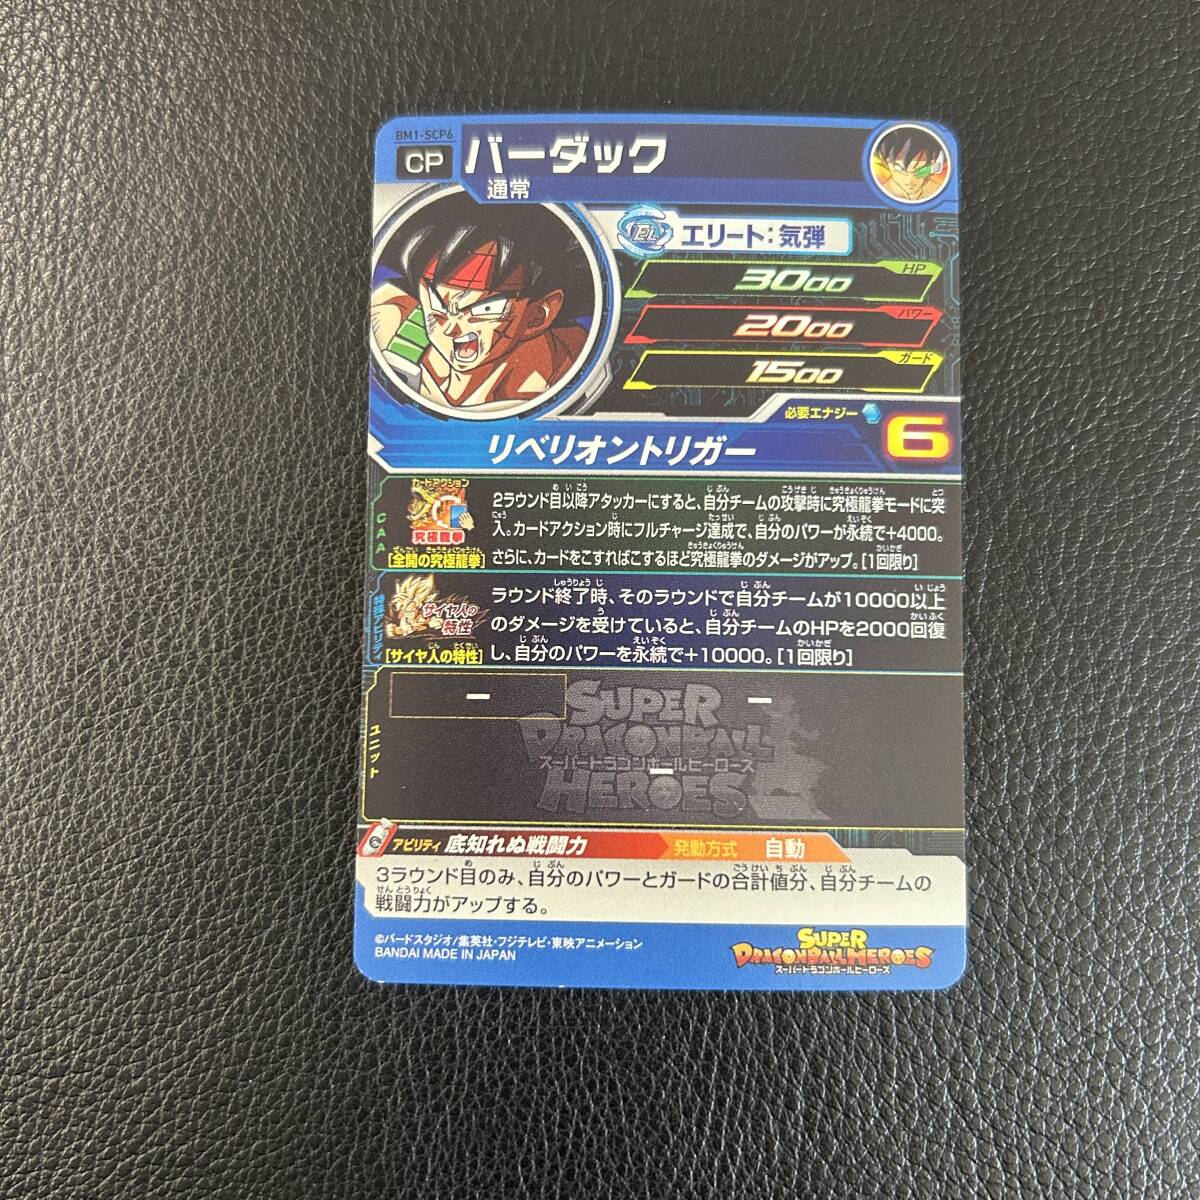 BM1-SCP6
CP
バーダック
通常
EL
エリート:気弾
HP
3000
パワー
2000
ガード
1500
必要エナジー
6
リベリオントリガー
CAA
カードアクション
究極龍拳
[全開の究極龍拳]
2ラウンド目以降アタッカーにすると、自分チームの攻撃時に究極龍拳モードに突
入。カードアクション時にフルチャージ達成で、自分のパワーが永続で+4000。
さらに、カードをこすればこするほど究極龍拳のダメージがアップ。[1回限り]
特殊アビリティ
サイヤ人の
特性
[サイヤ人の特性]
ラウンド終了時、そのラウンドで自分チームが10000以上
のダメージを受けていると、自分チームのHPを2000回復
し、自分のパワーを永続で+10000。[1回限り]
ユニット
ー
ー
ー
SUPER
DRAGONBALL
スーパードラゴンボールヒーローズ
HEROES
アビリティ 底知れぬ戦闘力 発動方式 自動
3ラウンド目のみ、自分のパワーとガードの合計値分、自分チームの
戦闘力がアップする。
©バードスタジオ/集英社・フジテレビ・東映アニメーション
BANDAI MADE IN JAPAN
SUPER
DRAGONBALL HEROES
スーパードラゴンボールヒーローズ